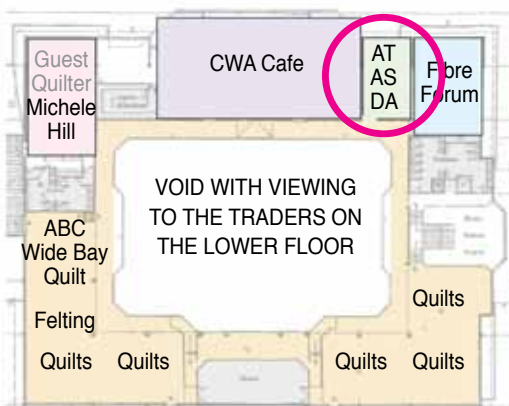 Guest
Quilter
Michele
Hill
CWA Cafe
AT
AS
DA
Fibre
Forum
VOID WITH VIEWING
TO THE TRADERS ON
THE LOWER FLOOR
ABC
Wide Bay
Quilt
Felting
Quilts
Quilts
Quilts
Quilts
Quilts